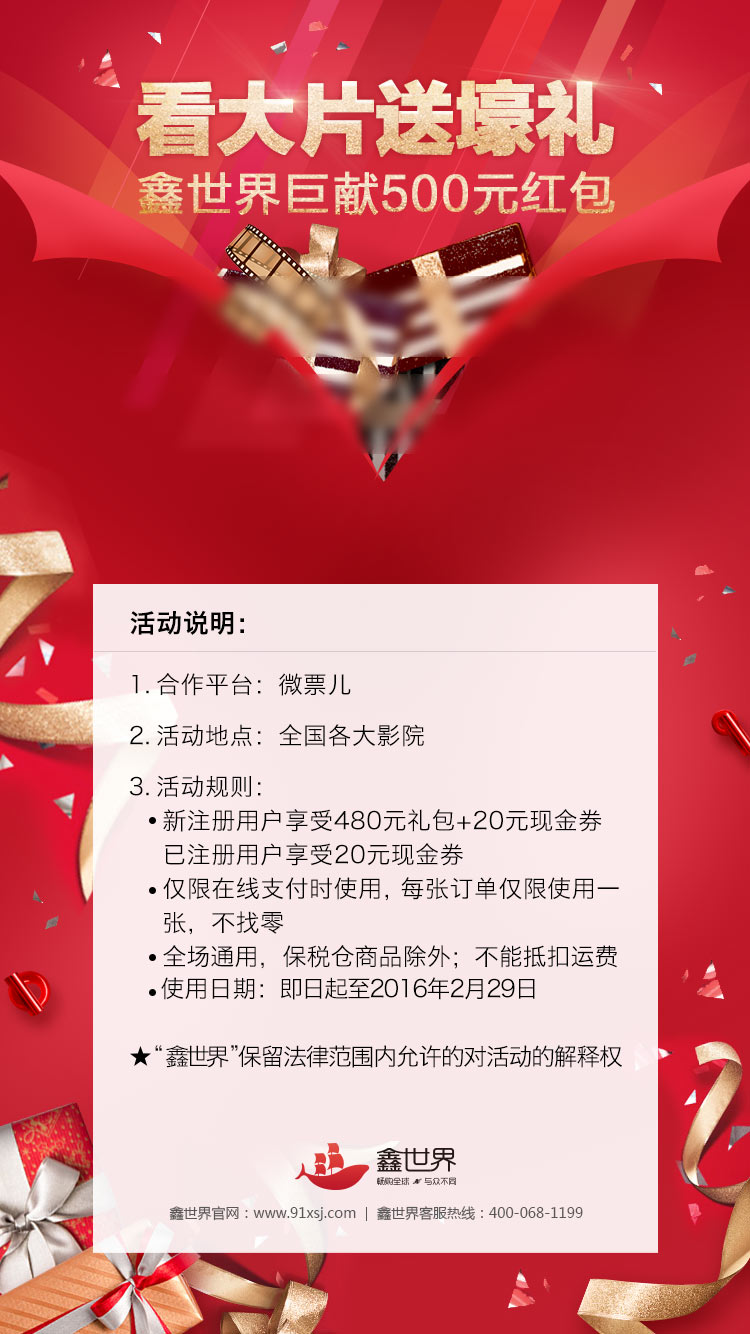 看大片送壕礼
鑫世界巨献500元红包
活动说明：
1. 合作平台：微票儿
2. 活动地点：全国各大影院
3. 活动规则：
• 新注册用户享受480元礼包+20元现金券
已注册用户享受20元现金券
• 仅限在线支付时使用，每张订单仅限使用一
张，不找零
• 全场通用，保税仓商品除外；不能抵扣运费
• 使用日期：即日起至2016年2月29日
★“鑫世界”保留法律范围内允许的对活动的解释权
鑫世界
畅购全球 与众不同
鑫世界官网：www.91xsj.com | 鑫世界客服热线：400-068-1199